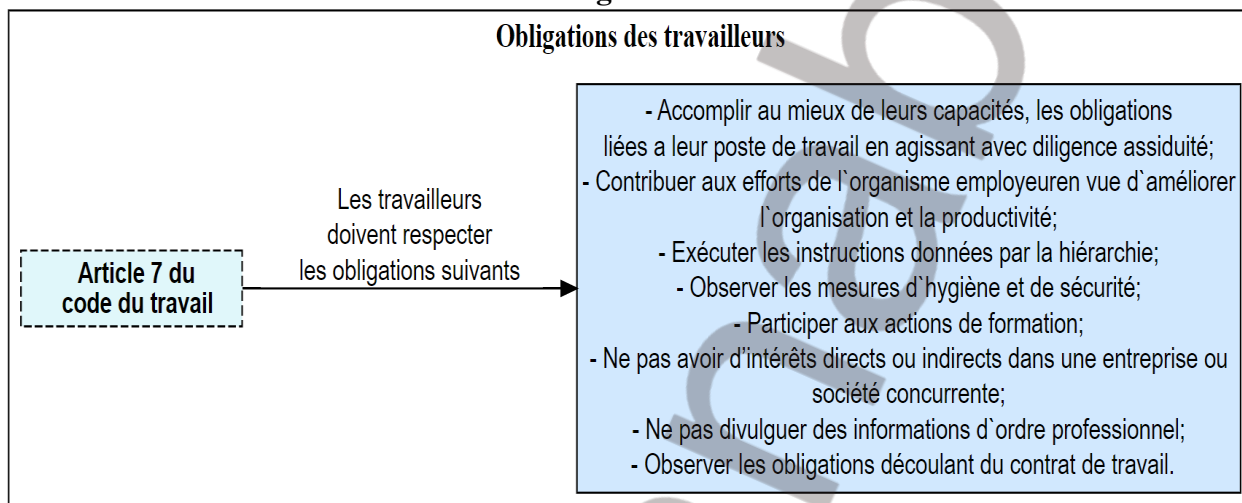 Obligations des travailleurs
Article 7 du
code du travail
Les travailleurs
doivent respecter
les obligations suivants
- Accomplir au mieux de leurs capacités, les obligations
liées a leur poste de travail en agissant avec diligence assiduité;
- Contribuer aux efforts de l`organisme employeuren vue d`améliorer
l`organisation et la productivité;
- Exécuter les instructions données par la hiérarchie;
- Observer les mesures d`hygiène et de sécurité;
- Participer aux actions de formation;
- Ne pas avoir d'intérêts directs ou indirects dans une entreprise ou
société concurrente;
- Ne pas divulguer des informations d`ordre professionnel;
- Observer les obligations découlant du contrat de travail.